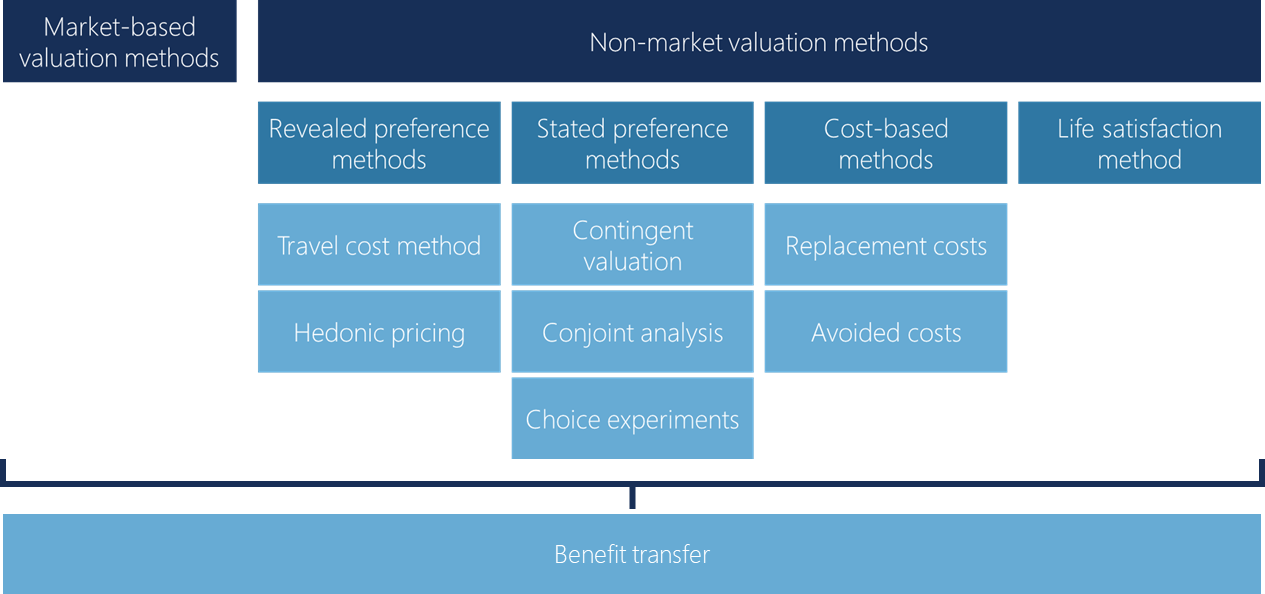 Market-based
valuation methods
Non-market valuation methods
Revealed preference
methods
Stated preference
methods
Cost-based
methods
Life satisfaction
method
Travel cost method
Contingent
valuation
Replacement costs
Hedonic pricing
Conjoint analysis
Avoided costs
Choice experiments
Benefit transfer